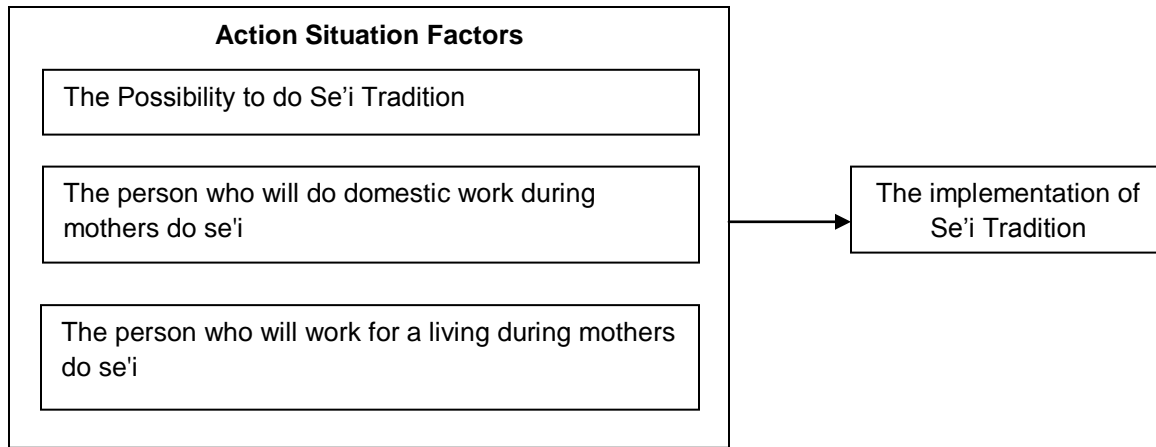 Action Situation Factors
The Possibility to do Se’i Tradition
The person who will do domestic work during
mothers do se'i
The person who will work for a living during mothers
do se'i
The implementation of
Se’i Tradition